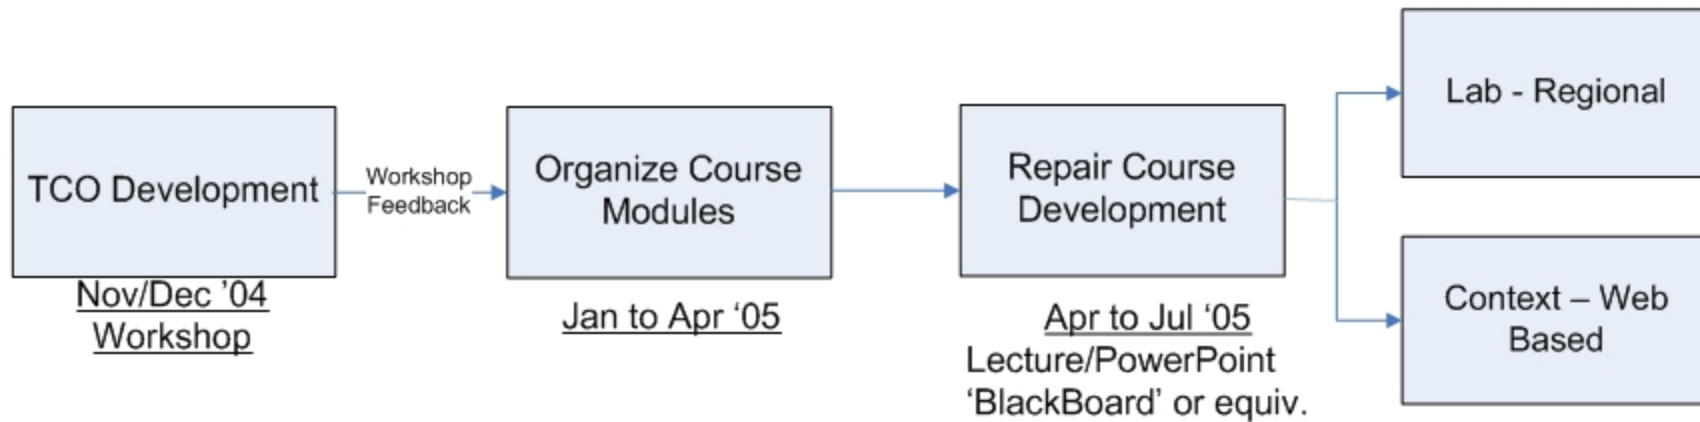 TCO Development
Nov/Dec ’04
Workshop
Workshop
Feedback
Organize Course
Modules
Jan to Apr ‘05
Repair Course
Development
Apr to Jul ‘05
Lecture/PowerPoint
‘BlackBoard’ or equiv.
Lab - Regional
Context – Web
Based